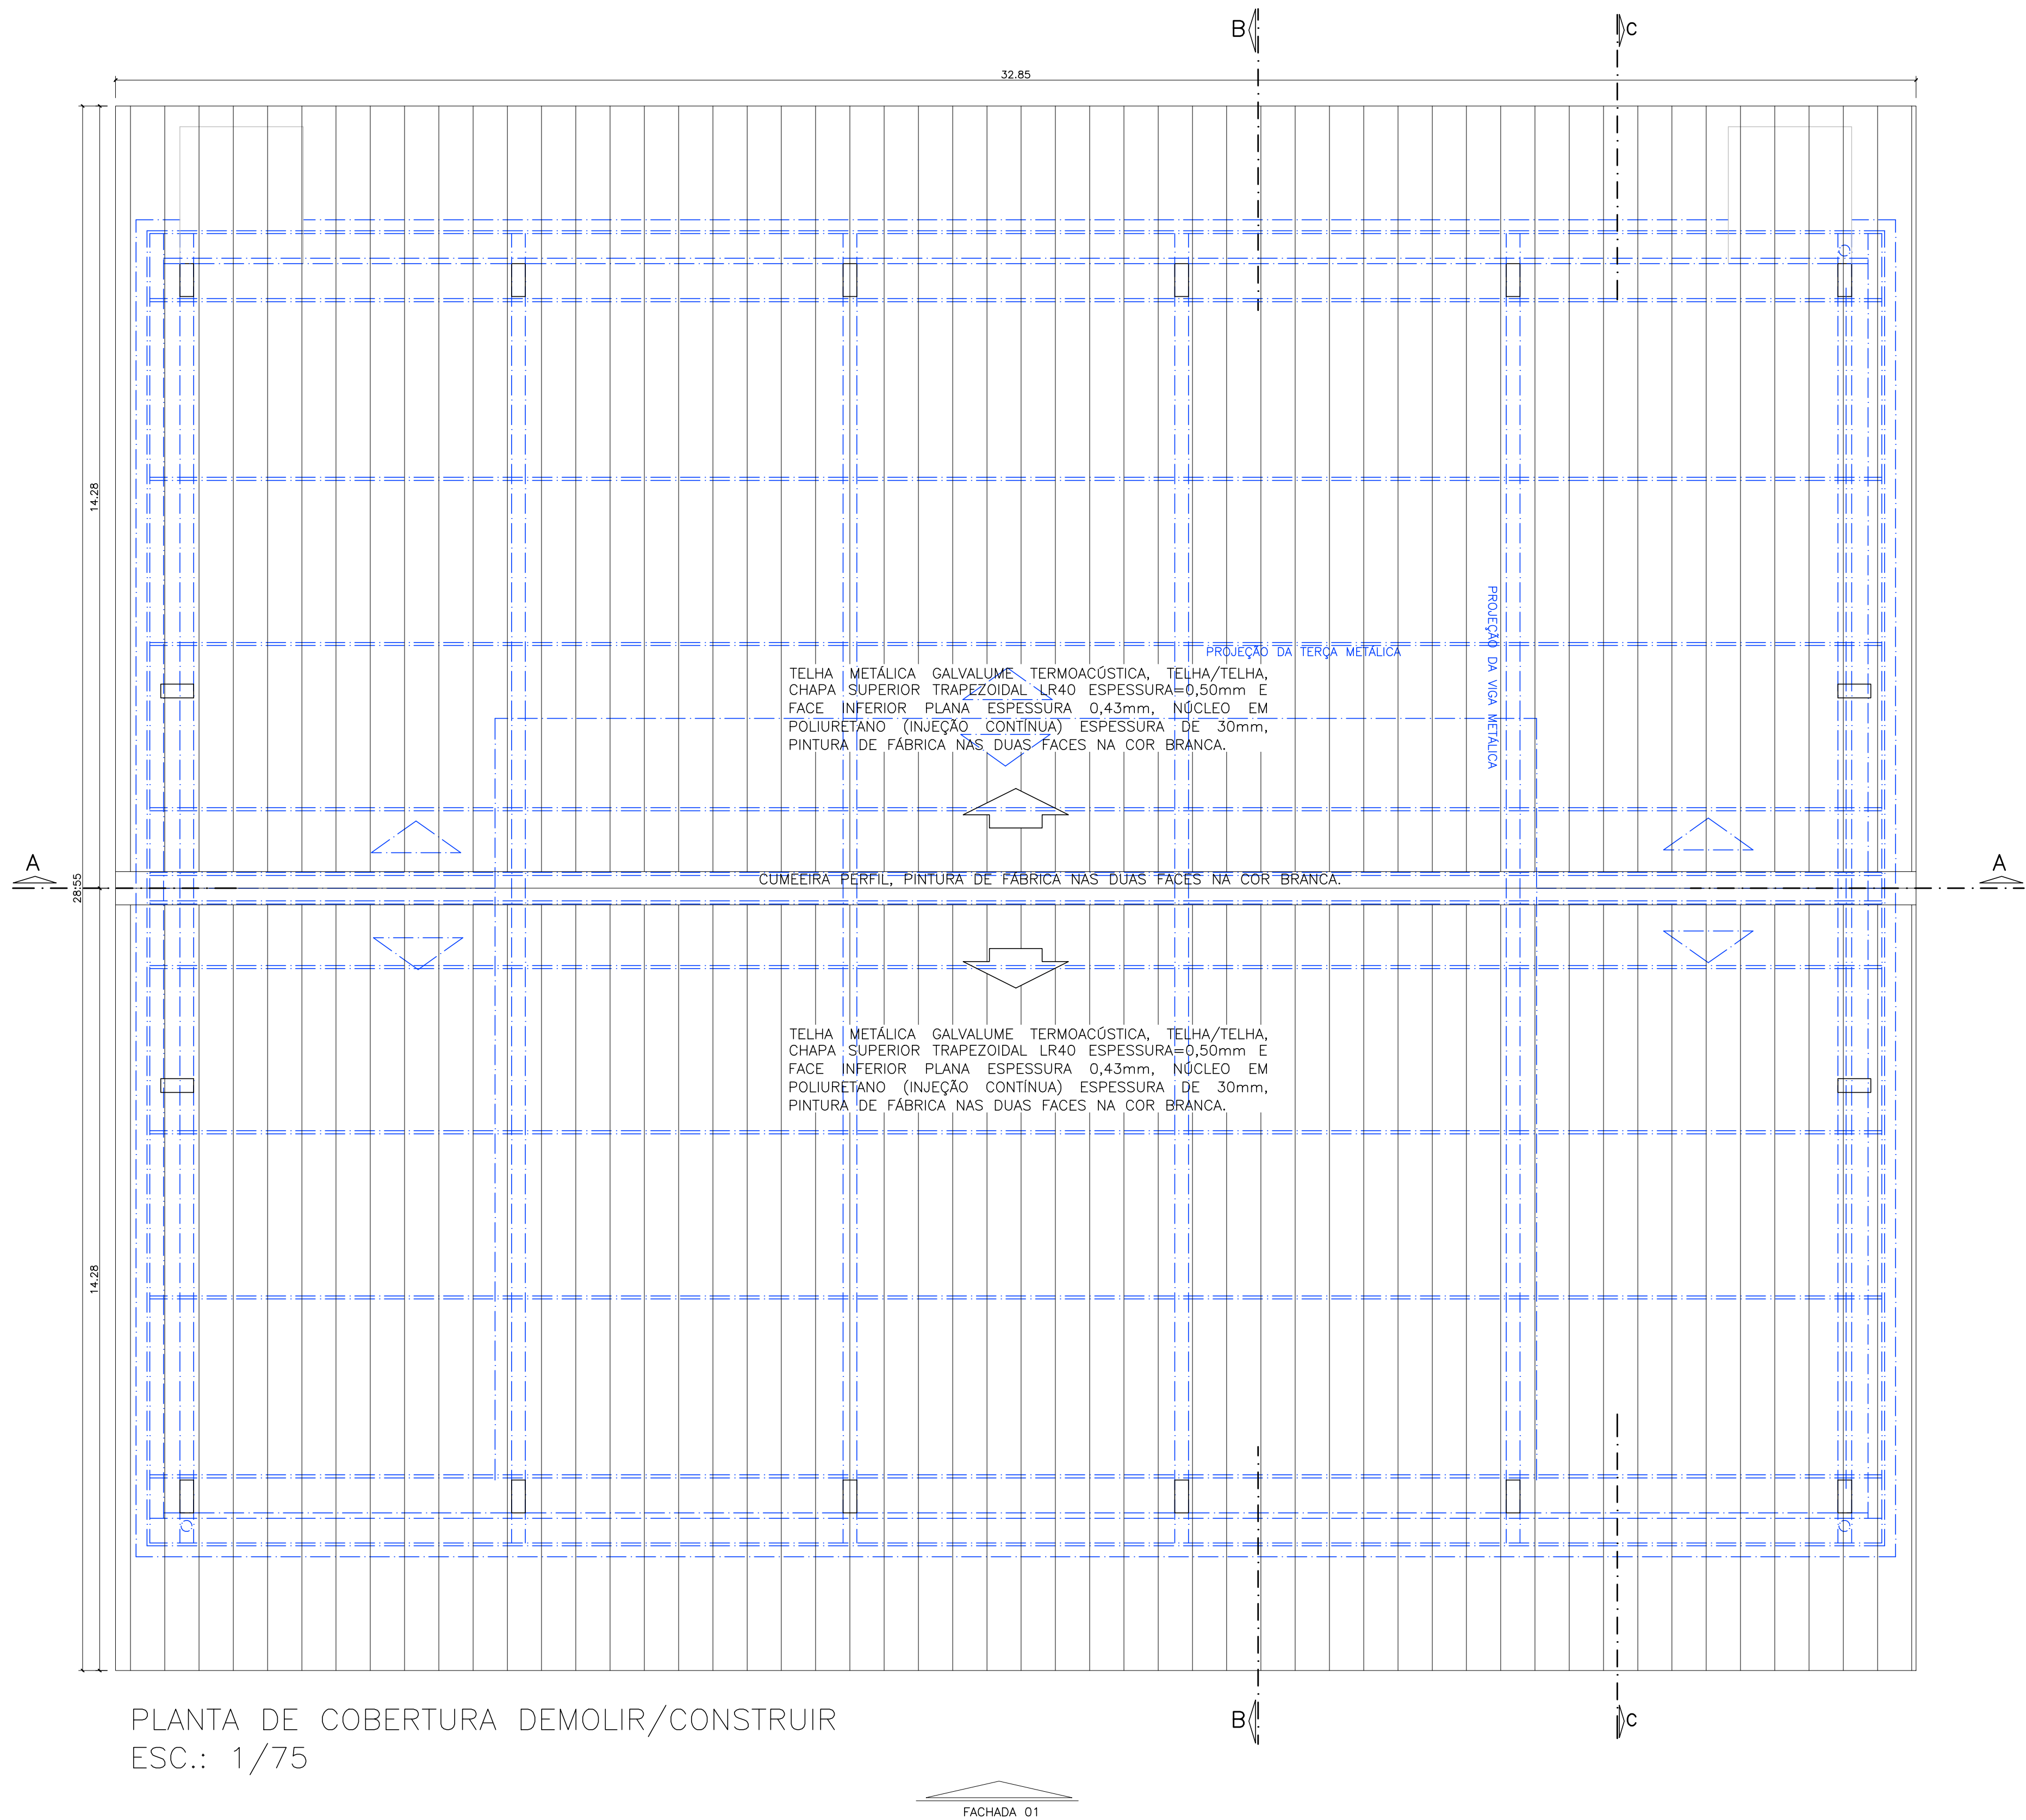 B
C
32.85
14.28
PROJEÇÃO DA VIGA METÁLICA
PROJEÇÃO DA TERÇA METÁLICA
TELHA METÁLICA GALVALUME TERMOACÚSTICA, TELHA/TELHA,
CHAPA SUPERIOR TRAPEZOIDAL LR40 ESPESSURA=0,50mm E
FACE INFERIOR PLANA ESPESSURA 0,43mm, NÚCLEO EM
POLIURETANO (INJEÇÃO CONTÍNUA) ESPESSURA DE 30mm,
PINTURA DE FÁBRICA NAS DUAS FACES NA COR BRANCA.
A
A
28.55
CUMEEIRA PERFIL, PINTURA DE FÁBRICA NAS DUAS FACES NA COR BRANCA.
TELHA METÁLICA GALVALUME TERMOACÚSTICA, TELHA/TELHA,
CHAPA SUPERIOR TRAPEZOIDAL LR40 ESPESSURA=0,50mm E
FACE INFERIOR PLANA ESPESSURA 0,43mm, NÚCLEO EM
POLIURETANO (INJEÇÃO CONTÍNUA) ESPESSURA DE 30mm,
PINTURA DE FÁBRICA NAS DUAS FACES NA COR BRANCA.
14.28
PLANTA DE COBERTURA DEMOLIR/CONSTRUIR
ESC.: 1/75
B
C
FACHADA 01